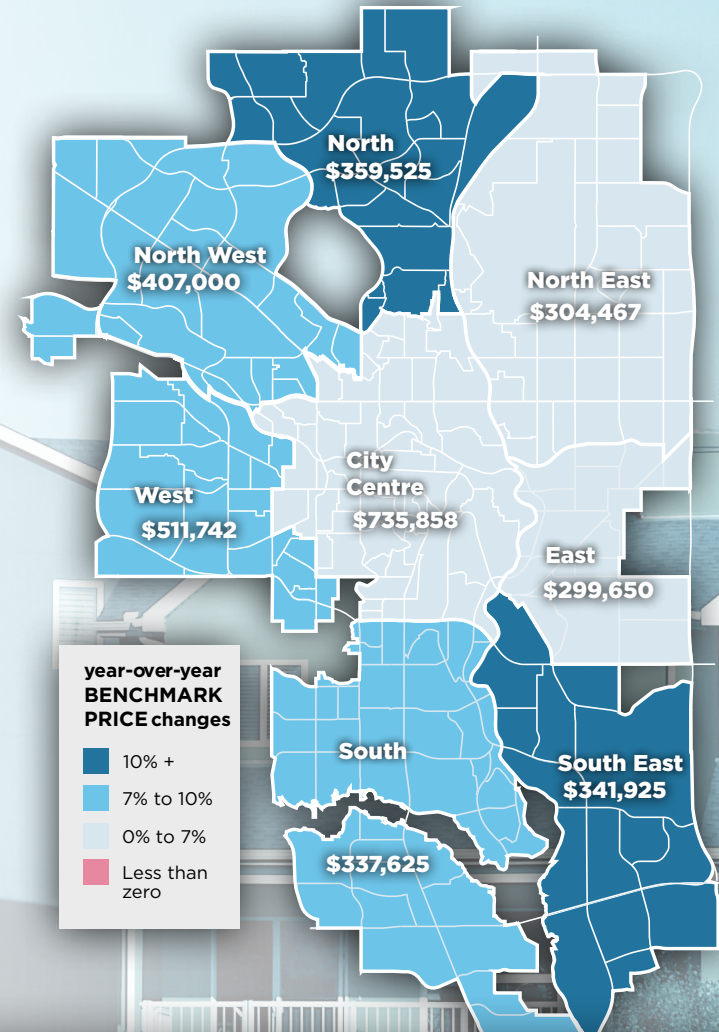 North
$359,525
North West
$407,000
North East
$304,467
City
Centre
$735,858
West
$511,742
East
$299,650
year-over-year
BENCHMARK
PRICE changes
10% +
7% to 10%
0% to 7%
Less than
zero
South
$337,625
South East
$341,925